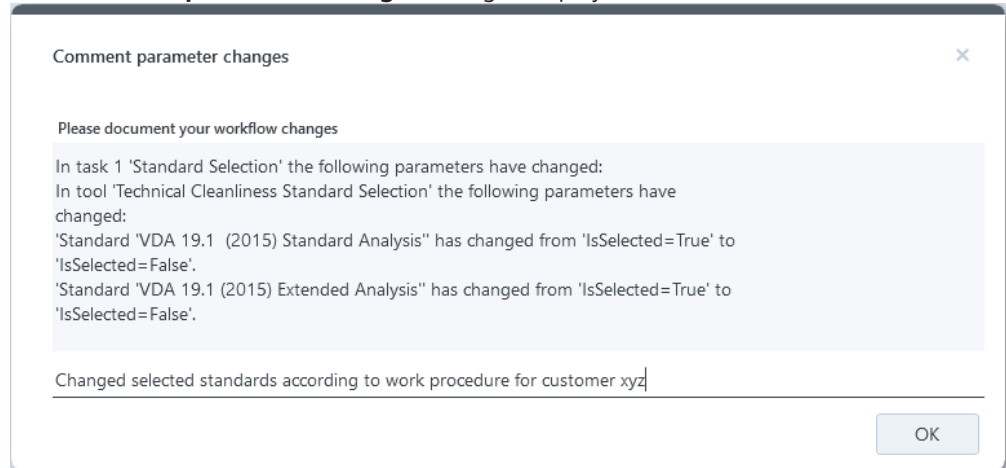 Comment parameter changes
Please document your workflow changes
In task 1 'Standard Selection' the following parameters have changed:
In tool 'Technical Cleanliness Standard Selection' the following parameters have
changed:
'Standard 'VDA 19.1  (2015) Standard Analysis'' has changed from 'IsSelected=True' to
'IsSelected=False'.
'Standard 'VDA 19.1 (2015) Extended Analysis'' has changed from 'IsSelected=True' to
'IsSelected=False'.
Changed selected standards according to work procedure for customer xyz
OK